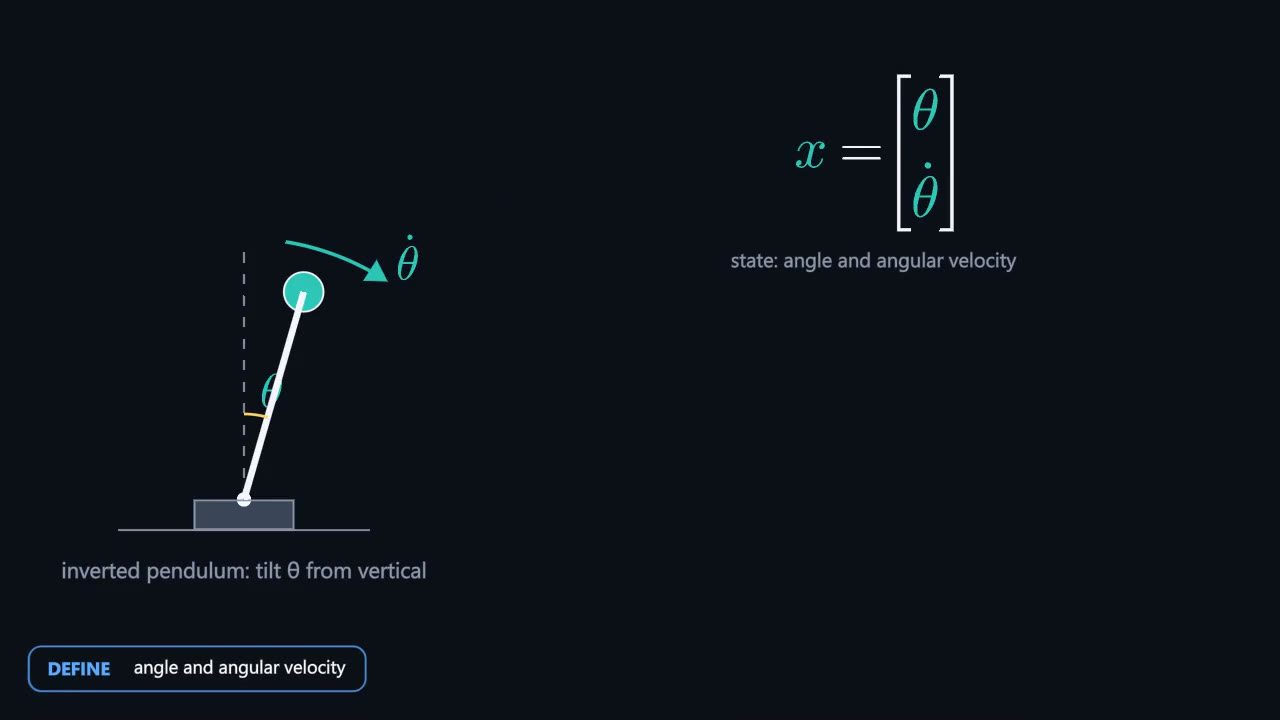 x = [θ θ̇]
state: angle and angular velocity
θ̇
θ
inverted pendulum: tilt θ from vertical
DEFINE angle and angular velocity